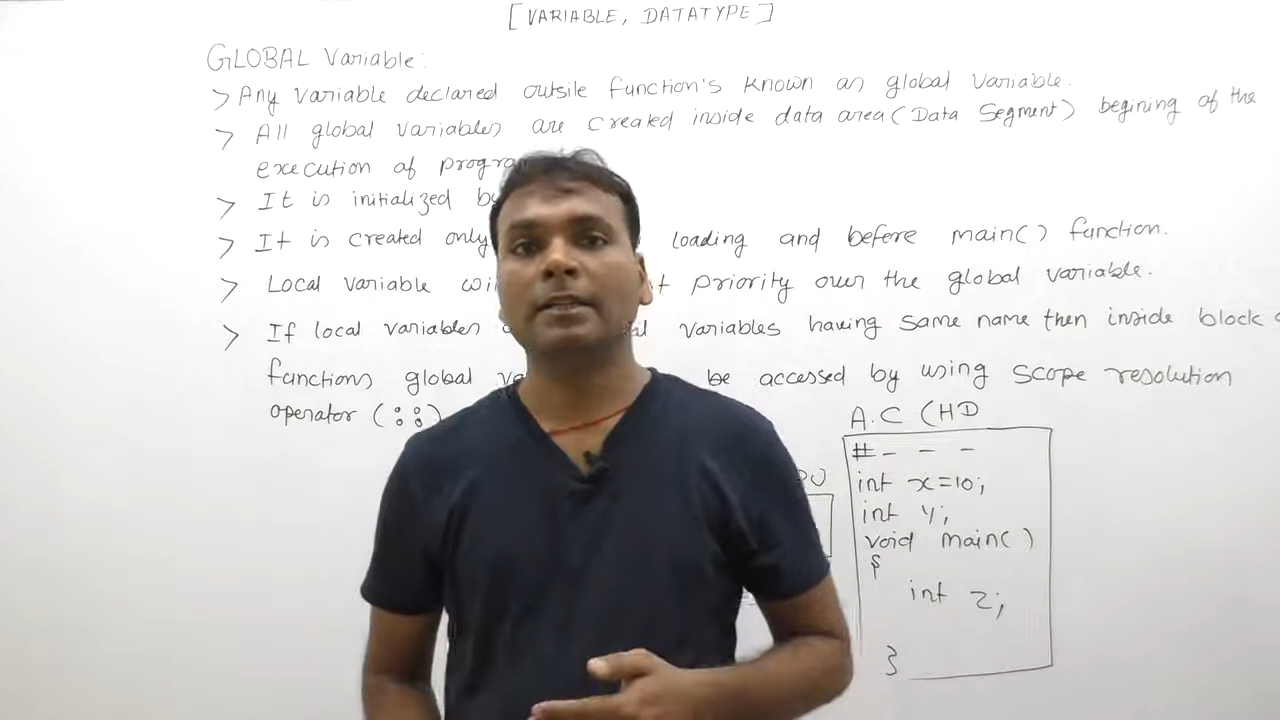 [VARIABLE, DATATYPE]
GLOBAL Variable:
> Any variable declared outside function's known as global variable.
> All global variables are created inside data area (Data Segment) begining of the
execution of
> It is initialized
> It is created only loading and before main() function.
> Local variable priority over the global variable.
> If local variables variables having same name then inside block
functions global be accessed by using scope resolution
operator (::)
A.C (HD
# - - -
int x=10;
int y;
void main()
{
int z;
}